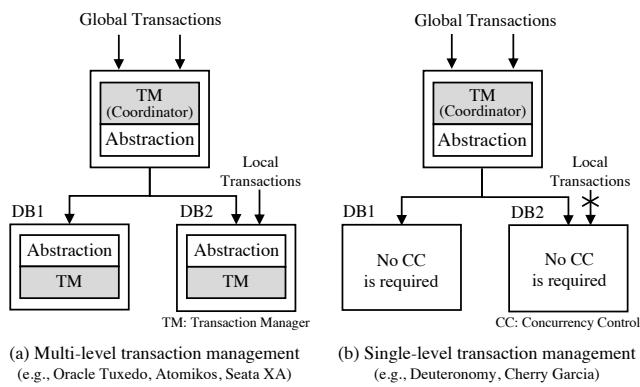 Global Transactions
TM
(Coordinator)
Abstraction
Local
Transactions
DB1
DB2
Abstraction
TM
Abstraction
TM
TM: Transaction Manager
(a) Multi-level transaction management
(e.g., Oracle Tuxedo, Atomikos, Seata XA)
Global Transactions
TM
(Coordinator)
Abstraction
Local
Transactions
DB1
DB2
No CC
is required
No CC
is required
CC: Concurrency Control
(b) Single-level transaction management
(e.g., Deuteronomy, Cherry Garcia)